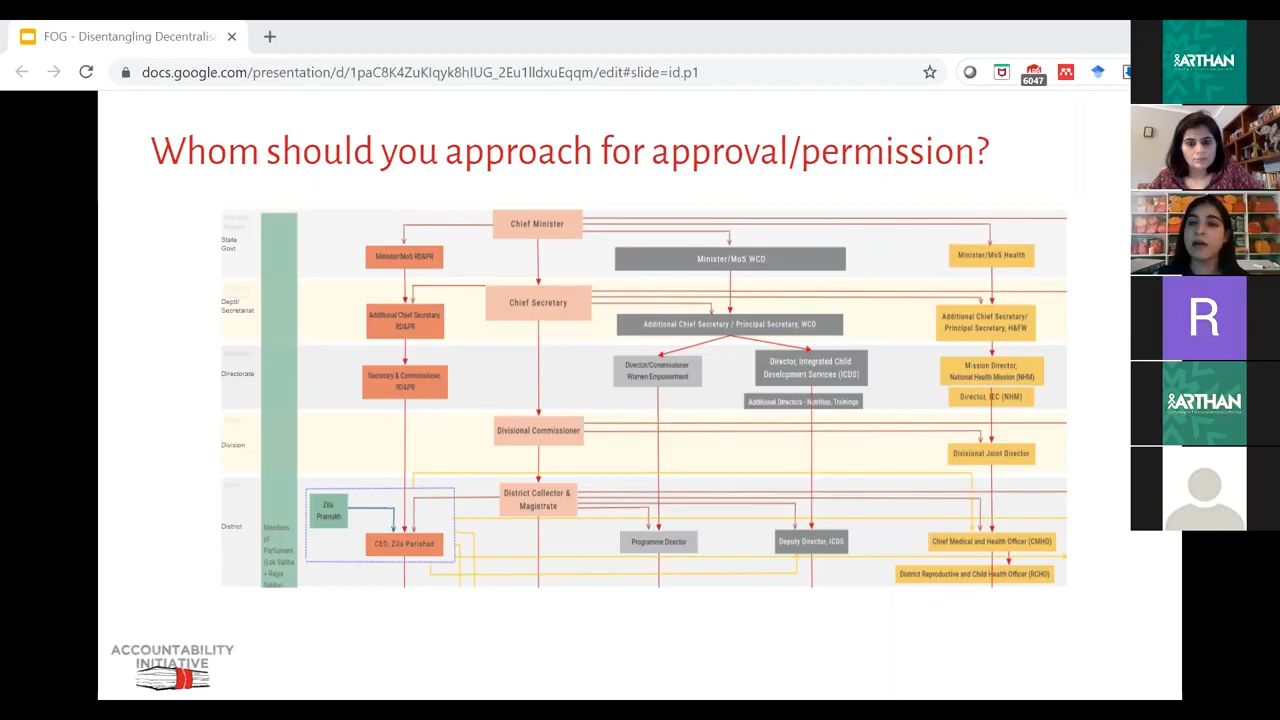 FOG - Disentangling Decentralis
docs.google.com/presentation/d/1paC8K4ZuKIqyk8hIUG_2Eu1lldxuEqqm/edit#slide=id.p1
6047
Whom should you approach for approval/permission?
State
Govt
Chief Minister
Minister/MoS RD&PR
Minister/MoS WCD
Minister/MoS Health
Deptt/
Secretariat
Chief Secretary
Additional Chief Secretary,
RD&PR
Additional Chief Secretary / Principal Secretary, WCD
Additional Chief Secretary/
Principal Secretary, H&FW
Directorate
Secretary & Commissioner,
RD&PR
Director/Commissioner
Women Empowerment
Director, Integrated Child
Development Services (ICDS)
Additional Directors - Nutrition, Trainings
Mission Director,
National Health Mission (NHM)
Director, IEC (NHM)
Division
Divisional Commissioner
Divisional Joint Director
District
Members
of
Parliament
(Lok Sabha
+ Rajya
Sabha)
Zila
Pramukh
CEO, Zila Parishad
District Collector &
Magistrate
Programme Director
Deputy Director, ICDS
Chief Medical and Health Officer (CMHO)
District Reproductive and Child Health Officer (RCHO)
ACCOUNTABILITY
INITIATIVE
ARTHAN
R
ARTHAN